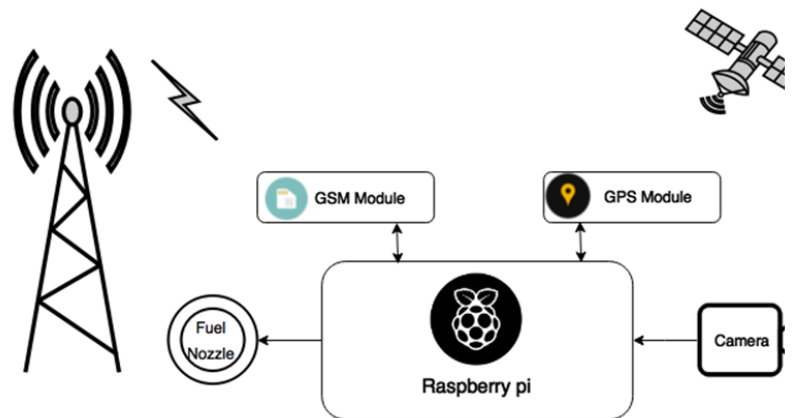 GSM Module
GPS Module
Fuel
Nozzle
Raspberry pi
Camera